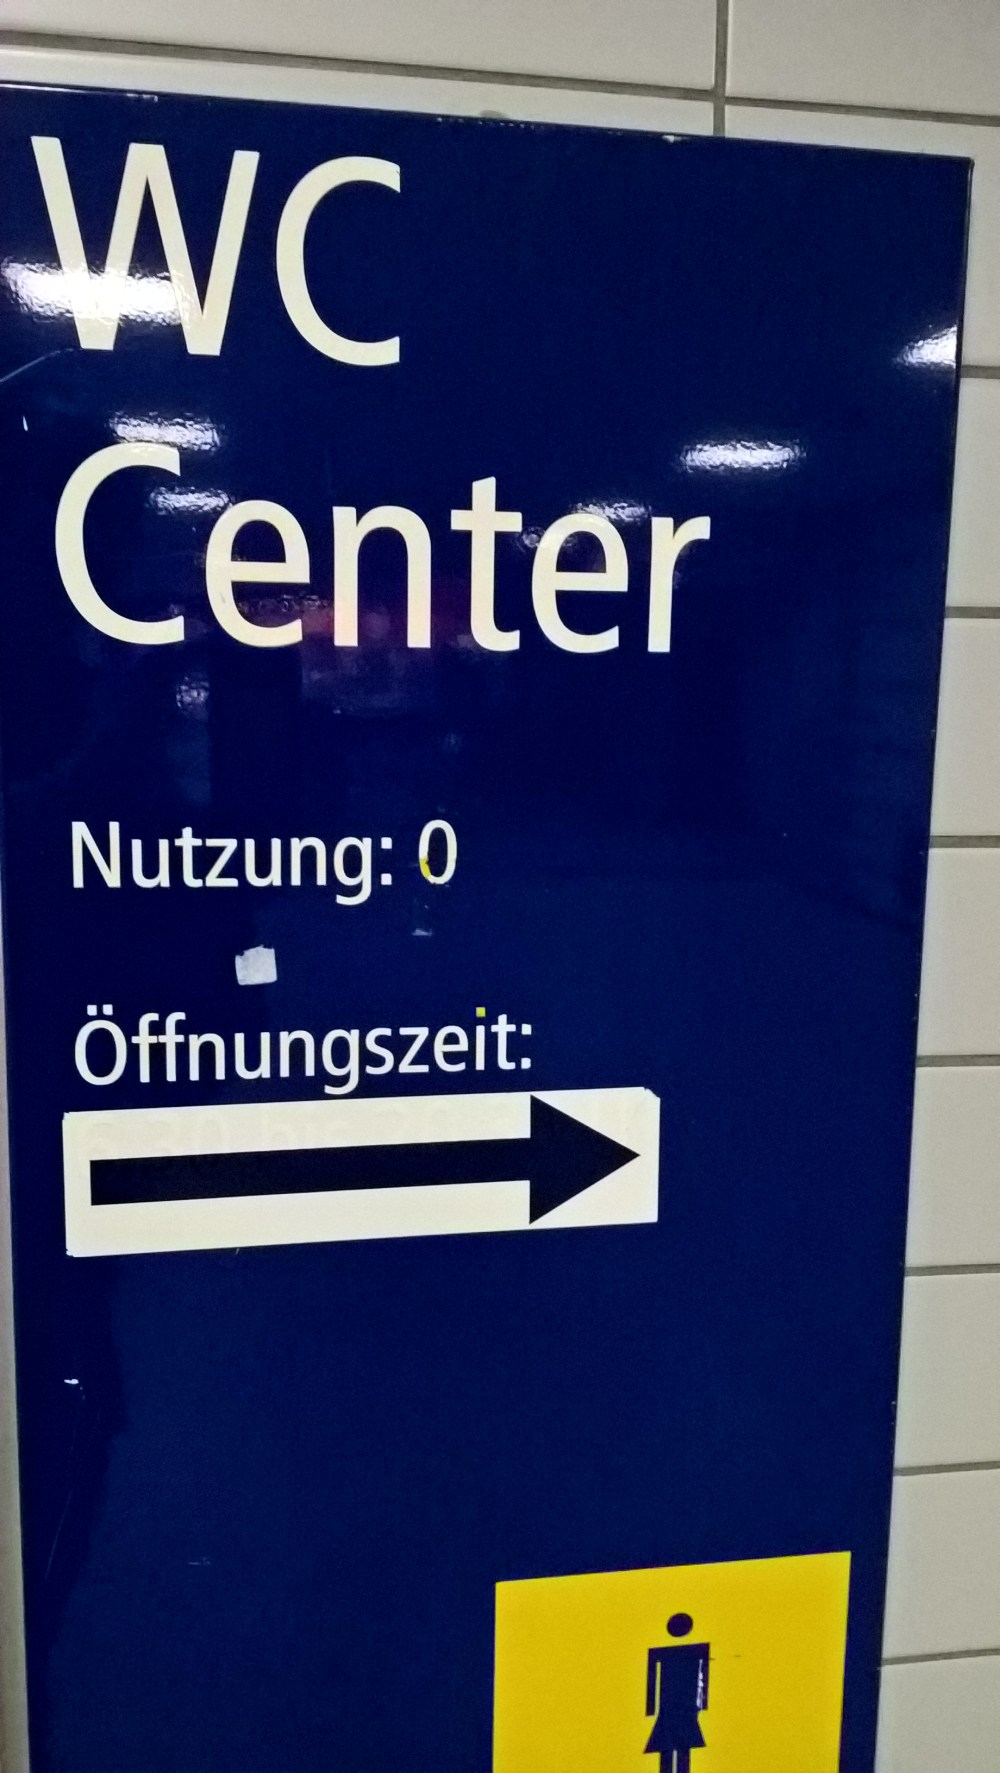 WC
Center
Nutzung: 0
Öffnungszeit: